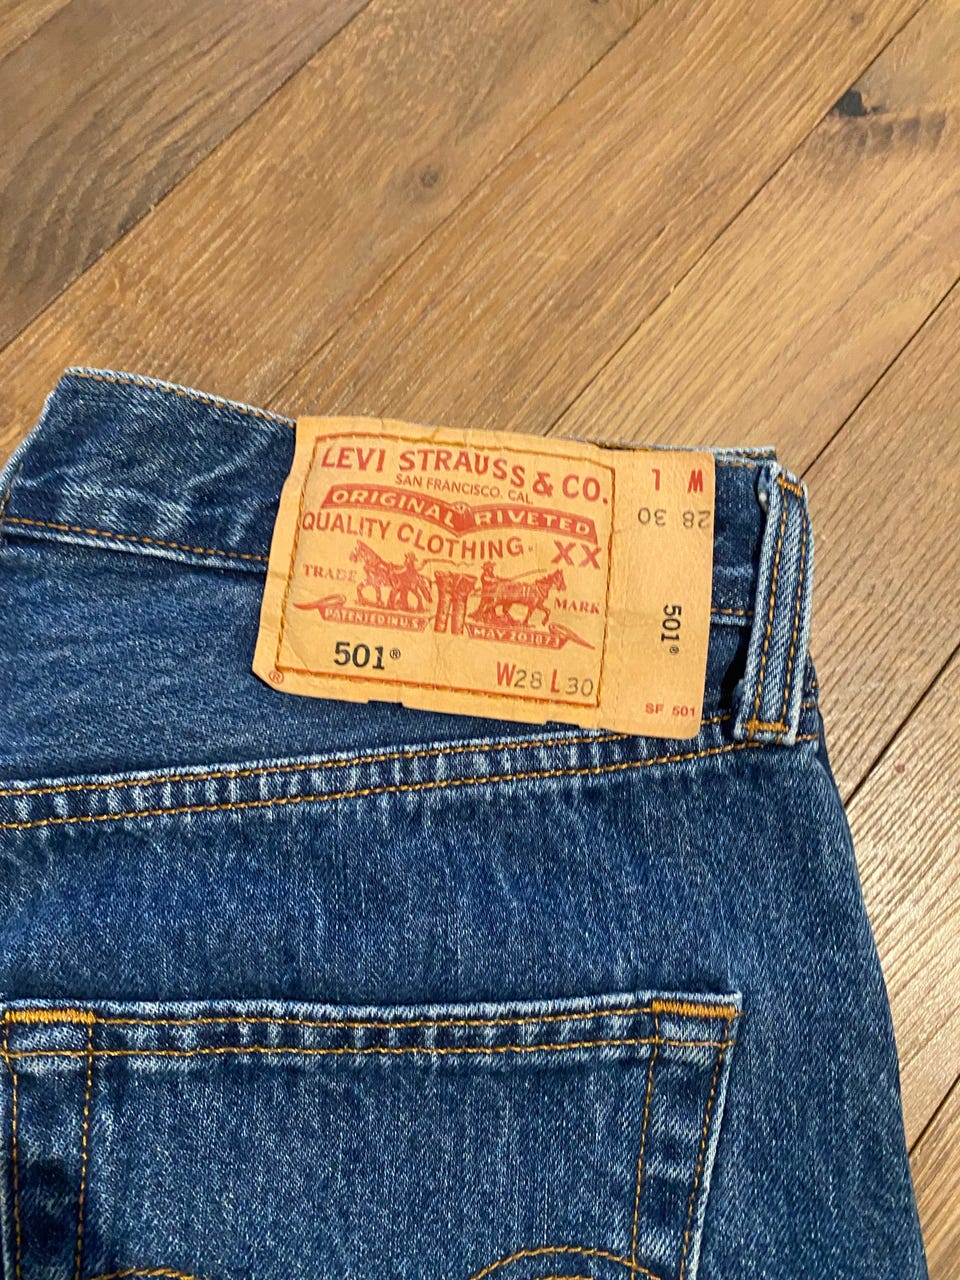 LEVI STRAUSS & CO.
SAN FRANCISCO, CAL.
ORIGINAL RIVETED
QUALITY CLOTHING XX
TRADE MARK
PATENTED IN U.S. MAY 20 1873
501®
W28 L30
®
W L
28 30
501®
SF 501